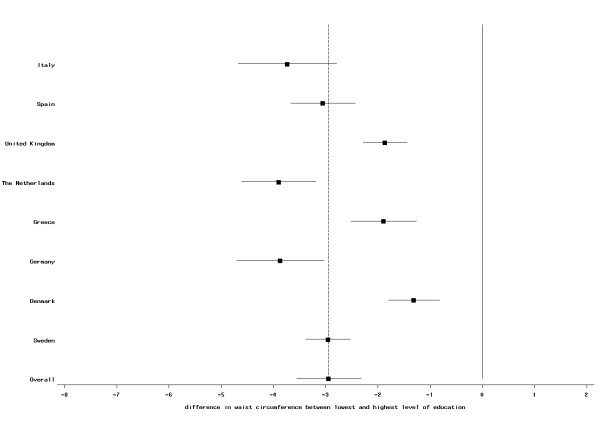 Italy
Spain
United Kingdom
The Netherlands
Greece
Germany
Denmark
Sweden
Overall
-8 -7 -6 -5 -4 -3 -2 -1 0 1 2
difference in waist circumference between lowest and highest level of education